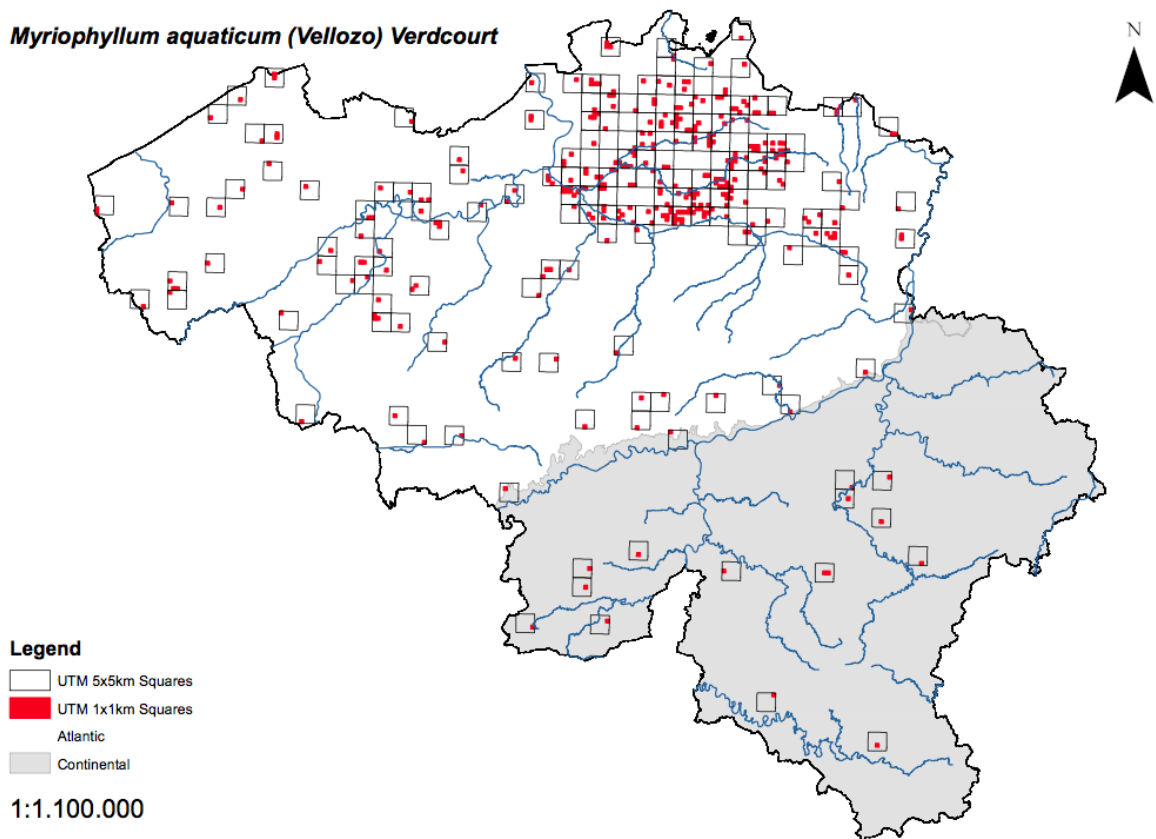 Myriophyllum aquaticum (Vellozo) Verdcourt
N
Legend
UTM 5x5km Squares
UTM 1x1km Squares
Atlantic
Continental
1:1.100.000